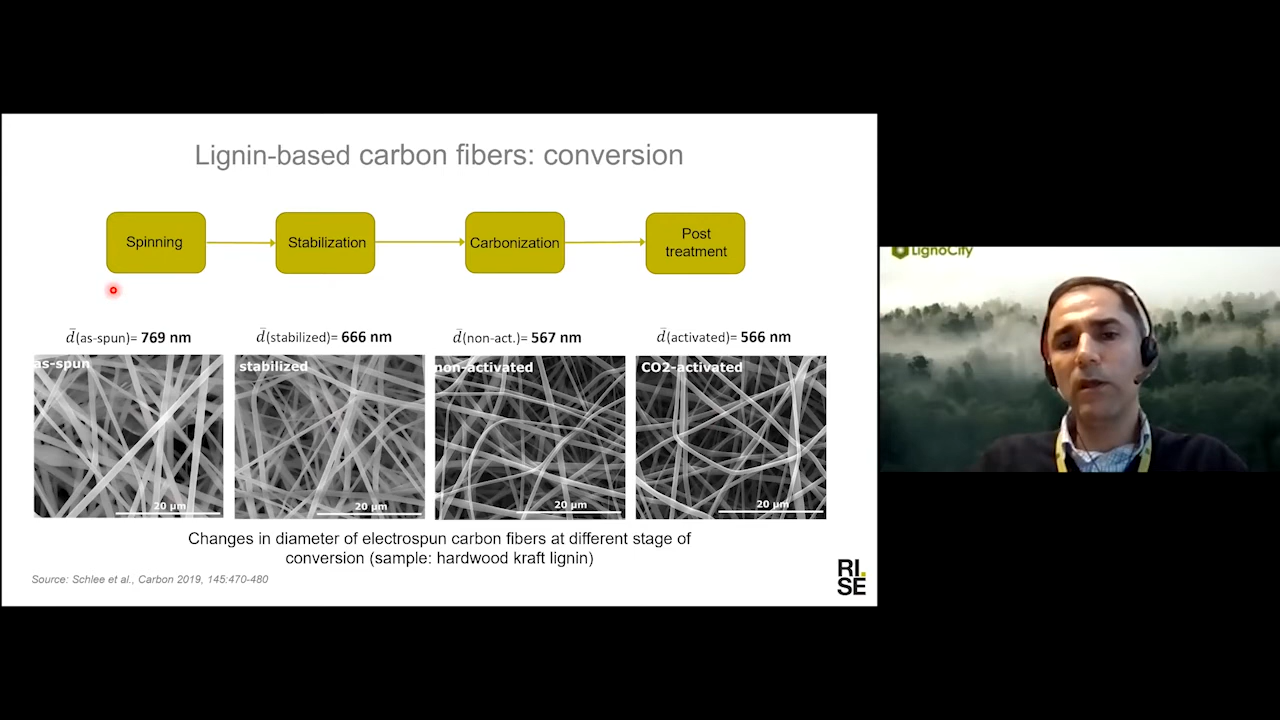 Lignin-based carbon fibers: conversion
Spinning
Stabilization
Carbonization
Post
treatment
d̄(as-spun)= 769 nm
d̄(stabilized)= 666 nm
d̄(non-act.)= 567 nm
d̄(activated)= 566 nm
as-spun
stabilized
non-activated
CO2-activated
20 µm
20 µm
20 µm
20 µm
Changes in diameter of electrospun carbon fibers at different stage of
conversion (sample: hardwood kraft lignin)
Source: Schlee et al., Carbon 2019, 145:470-480
RI.
SE
LignoCity